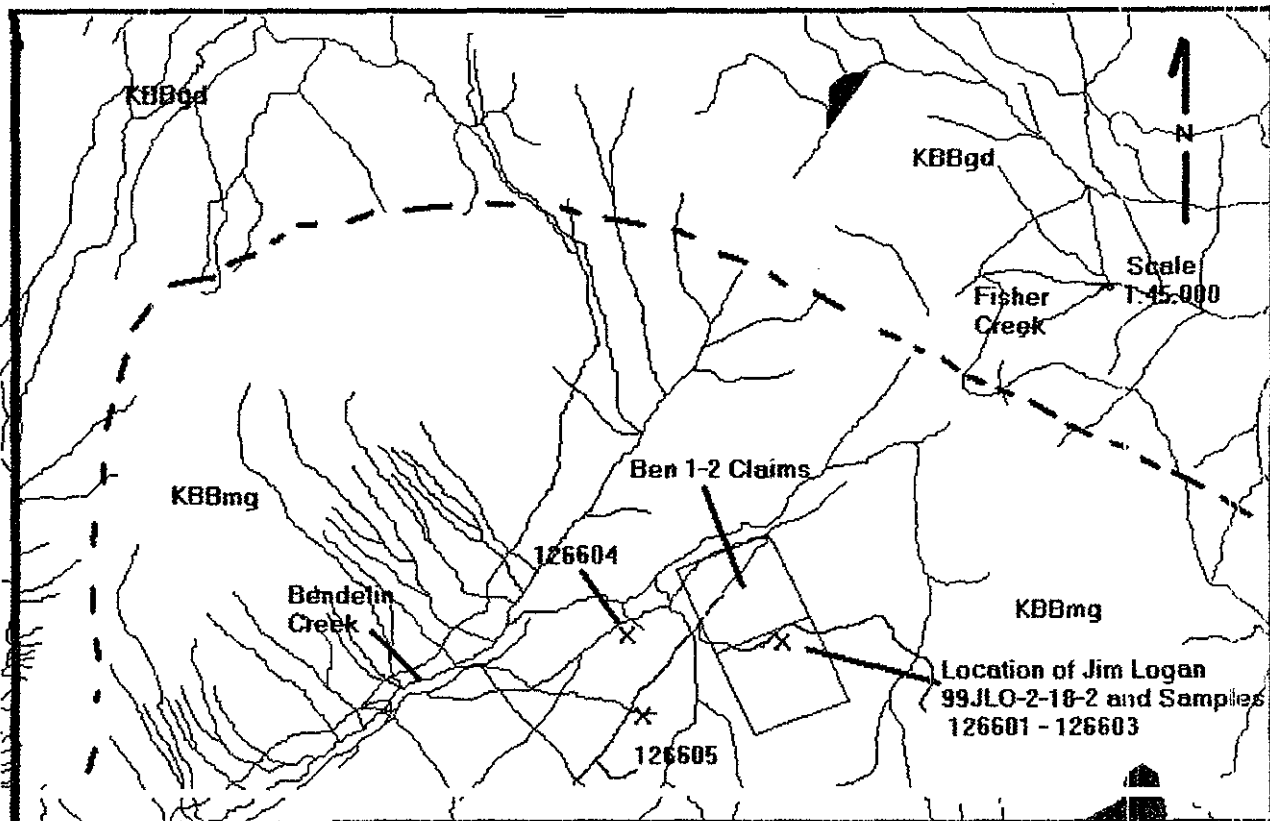 KBBgd
KBBgd
N
Scale
1:45.000
Fisher
Creek
Ben 1-2 Claims
KBBmg
126604
Bendelin
Creek
KBBmg
Location of Jim Logan
99JLO-2-18-2 and Samples
126601 - 126603
126605